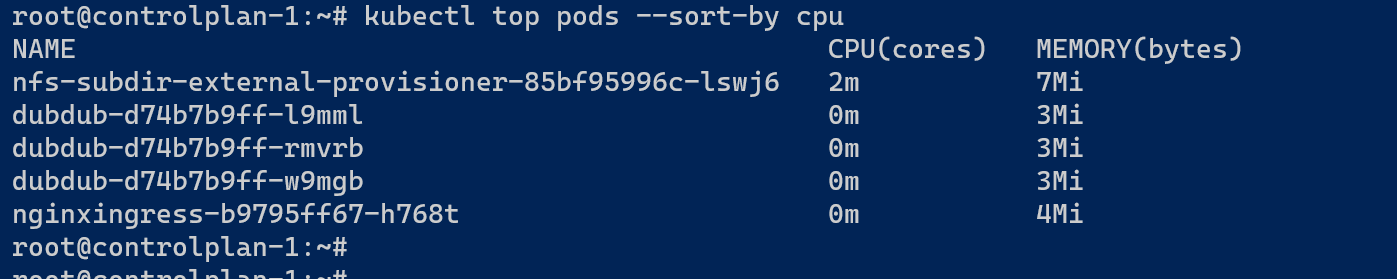 root@controlplan-1:~# kubectl top pods --sort-by cpu
NAME CPU(cores) MEMORY(bytes)
nfs-subdir-external-provisioner-85bf95996c-lswj6 2m 7Mi
dubdub-d74b7b9ff-l9mml 0m 3Mi
dubdub-d74b7b9ff-rmvrb 0m 3Mi
dubdub-d74b7b9ff-w9mgb 0m 3Mi
nginxingress-b9795ff67-h768t 0m 4Mi
root@controlplan-1:~#
root@controlplan-1:~#